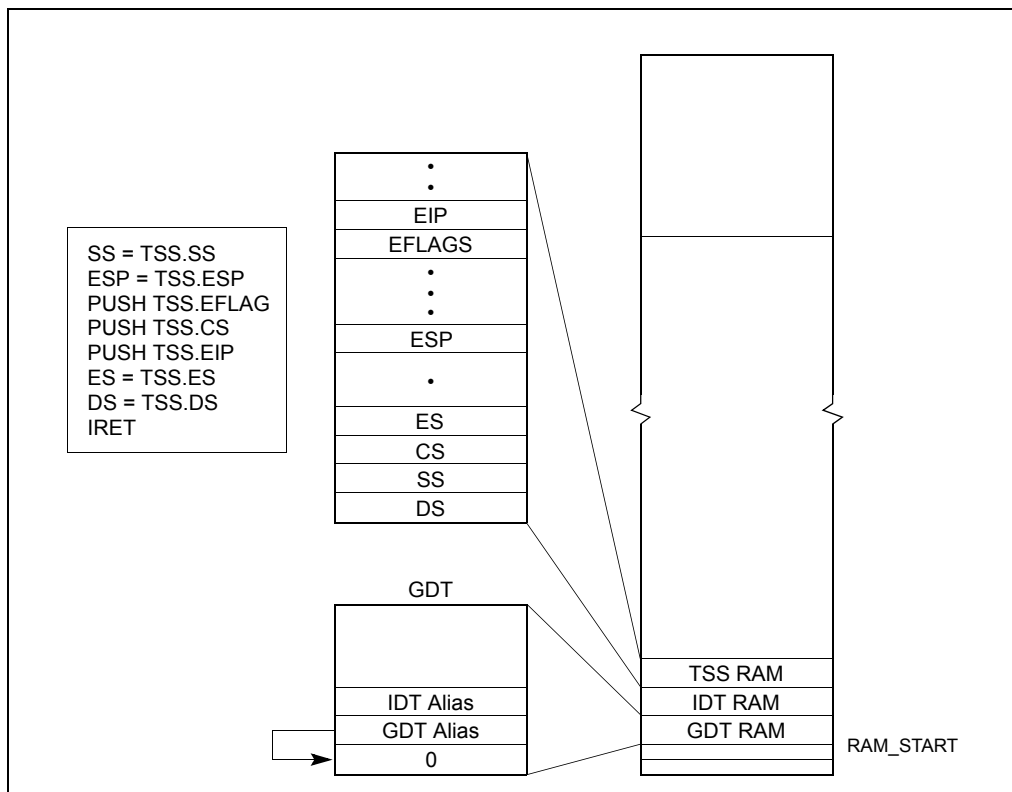 SS = TSS.SS
ESP = TSS.ESP
PUSH TSS.EFLAG
PUSH TSS.CS
PUSH TSS.EIP
ES = TSS.ES
DS = TSS.DS
IRET
EIP
EFLAGS
ESP
ES
CS
SS
DS
GDT
IDT Alias
GDT Alias
0
TSS RAM
IDT RAM
GDT RAM
RAM_START